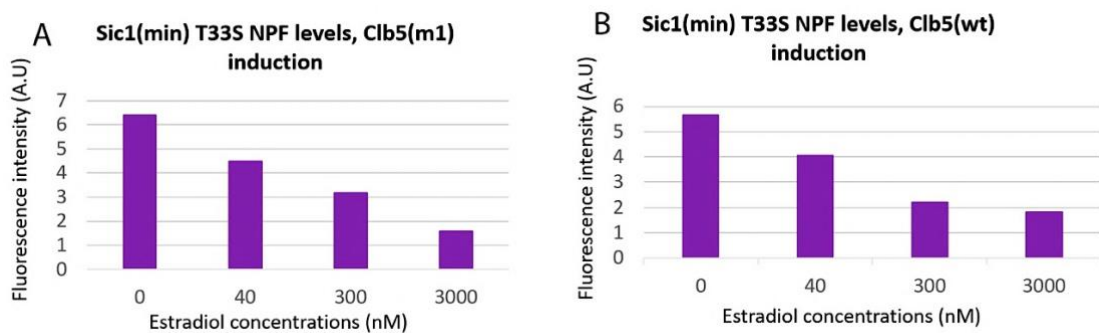 A
Sic1(min) T33S NPF levels, Clb5(m1)
induction
Fluorescence intensity (A.U)
7
6
5
4
3
2
1
0
0 40 300 3000
Estradiol concentrations (nM)
B
Sic1(min) T33S NPF levels, Clb5(wt)
induction
Fluorescence intensity (A.U)
6
5
4
3
2
1
0
0 40 300 3000
Estradiol concentrations (nM)